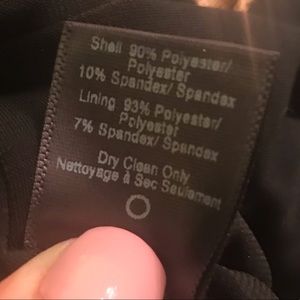 Shell 90% Polyester/
Polyester
10% Spandex/ Spandex
Lining 93% Polyester/
Polyester
7% Spandex/ Spandex
Dry Clean Only
Nettoyage à Sec Seulement